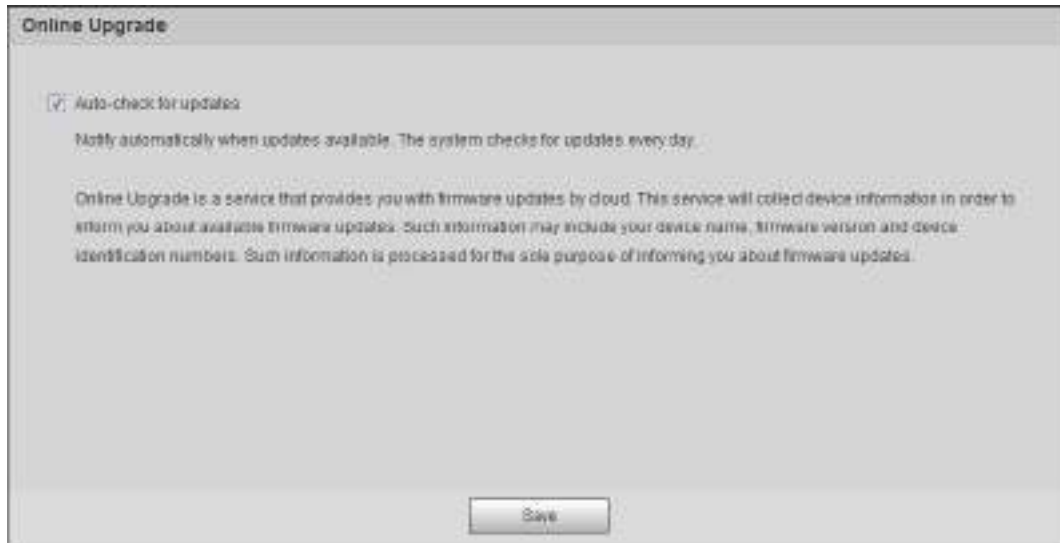 Online Upgrade
Auto-check for updates
Notify automatically when updates available. The system checks for updates every day.
Online Upgrade is a service that provides you with firmware updates by cloud. This service will collected device information in order to
inform you about available firmware updates. Such information may include your device name, firmware version and device
identification numbers. Such information is processed for the sole purpose of informing you about firmware updates.
Save